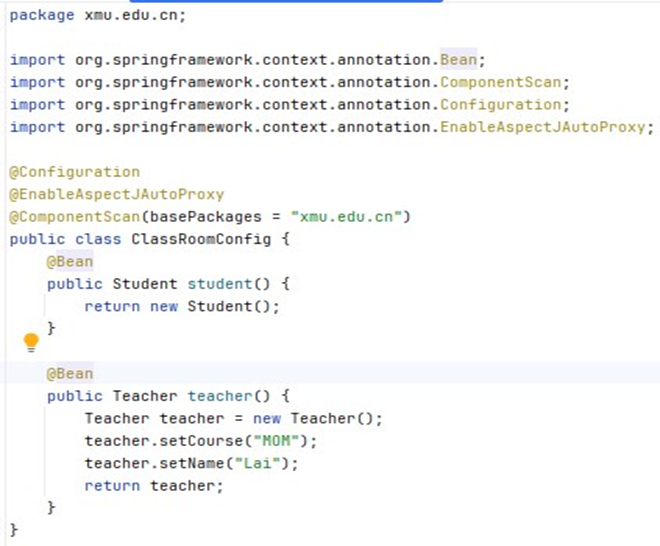 package xmu.edu.cn;
import org.springframework.context.annotation.Bean;
import org.springframework.context.annotation.ComponentScan;
import org.springframework.context.annotation.Configuration;
import org.springframework.context.annotation.EnableAspectJAutoProxy;
@Configuration
@EnableAspectJAutoProxy
@ComponentScan(basePackages = "xmu.edu.cn")
public class ClassRoomConfig {
@Bean
public Student student() {
return new Student();
}
@Bean
public Teacher teacher() {
Teacher teacher = new Teacher();
teacher.setCourse("MOM");
teacher.setName("Lai");
return teacher;
}
}